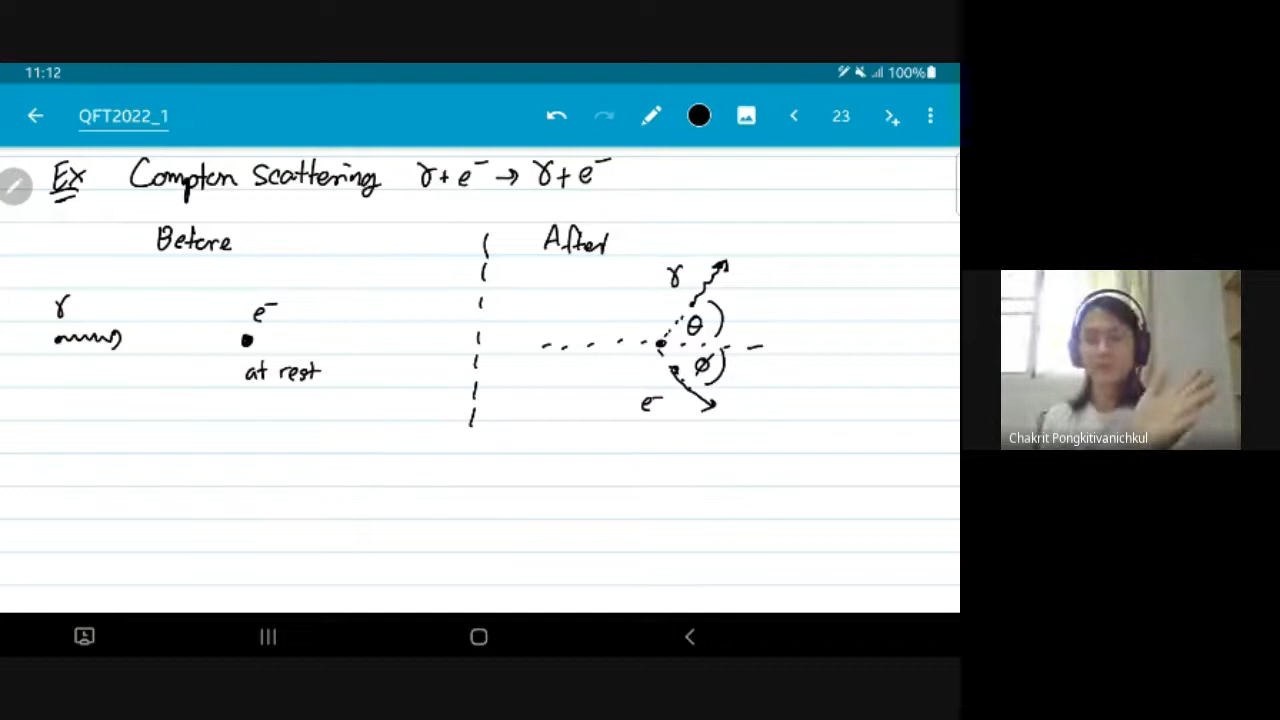 11:12
100%
QFT2022_1
23
Ex Compton Scattering γ + e⁻ → γ + e⁻
Before
After
γ
e⁻
at rest
γ
θ
ϕ
e⁻
Chakrit Pongkitivanichkul